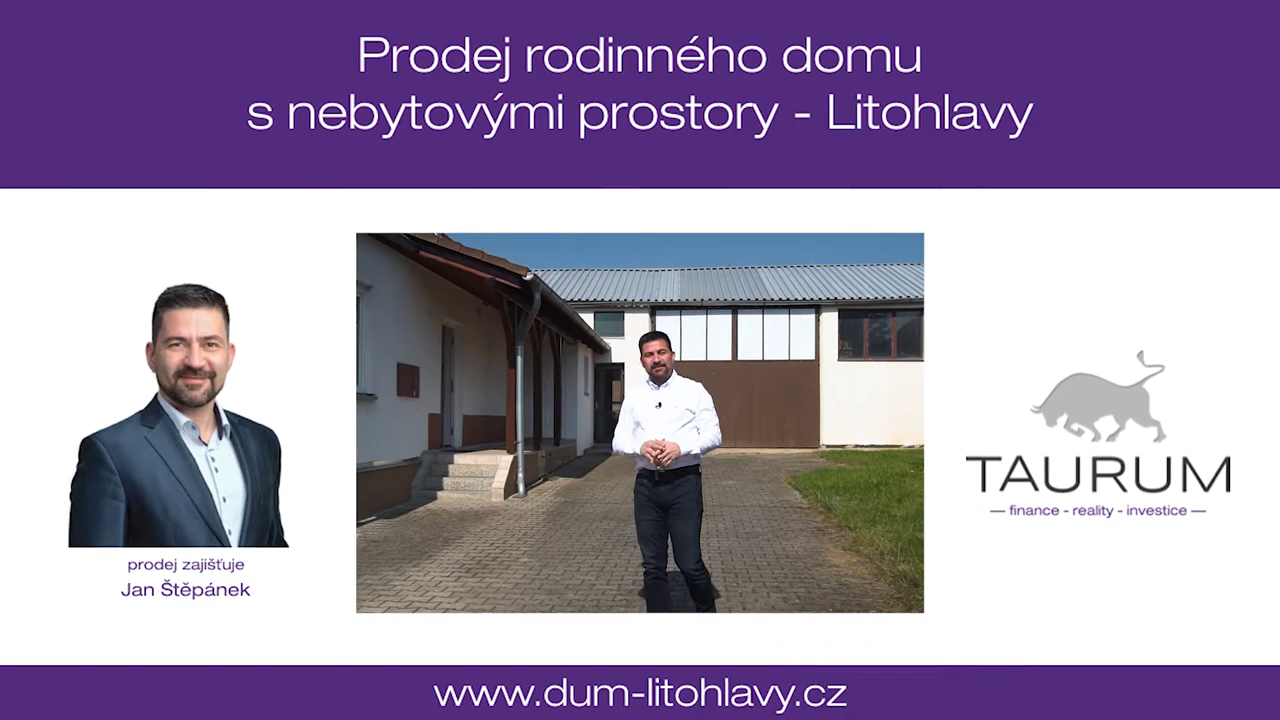 Prodej rodinného domu
s nebytovými prostory - Litohlavy
prodej zajišťuje
Jan Štěpánek
TAURUM
— finance - reality - investice —
www.dum-litohlavy.cz